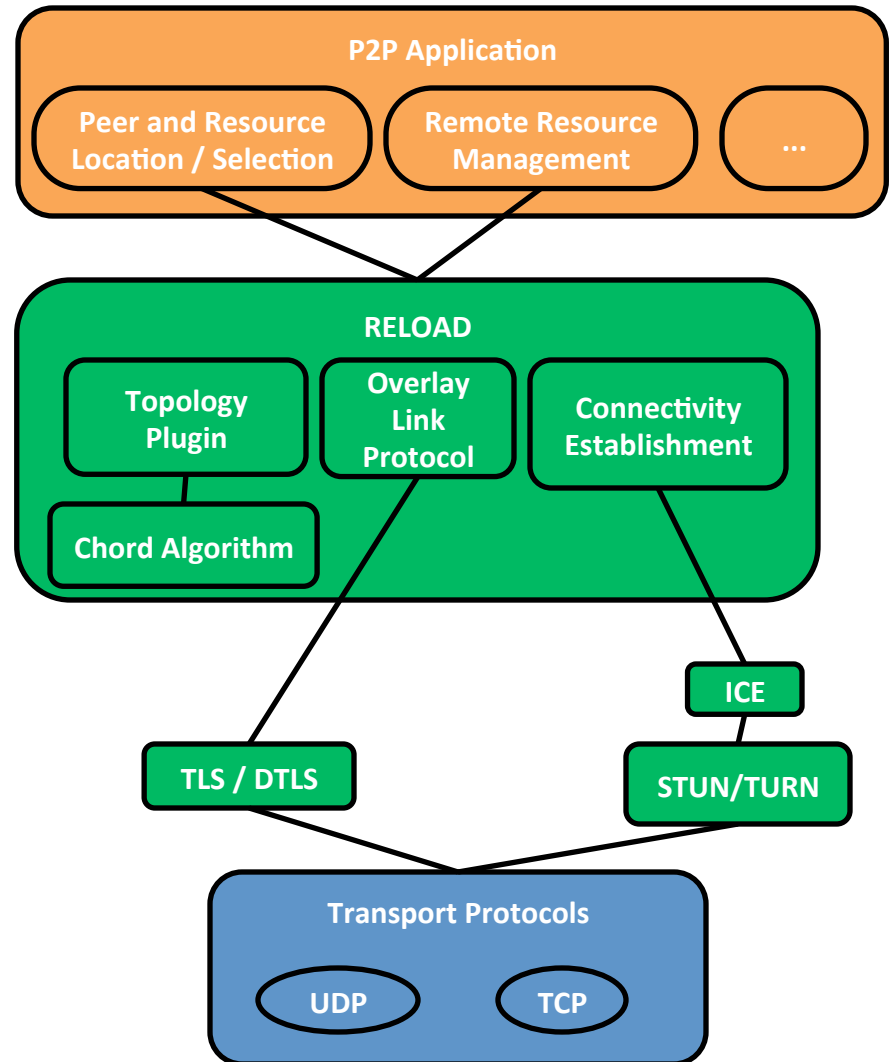 P2P Application
Peer and Resource
Location / Selection
Remote Resource
Management
...
RELOAD
Topology
Plugin
Overlay
Link
Protocol
Connectivity
Establishment
Chord Algorithm
ICE
TLS / DTLS
STUN/TURN
Transport Protocols
UDP
TCP